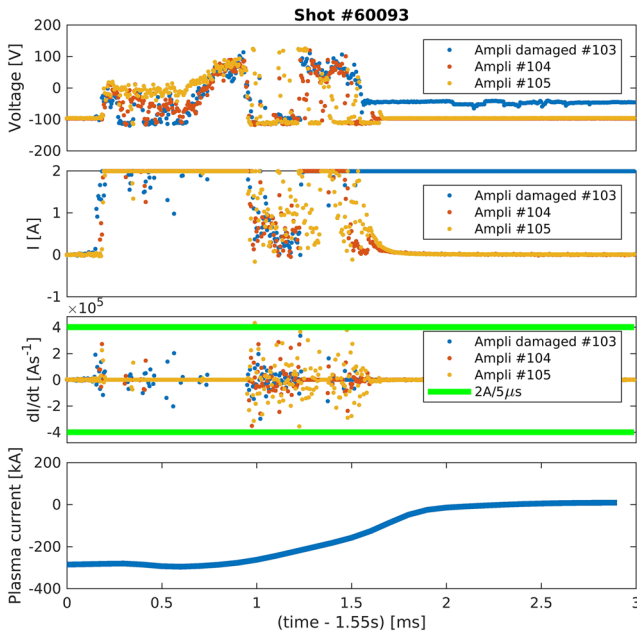 Shot #60093
200
100
0
-100
-200
Voltage [V]
Ampli damaged #103
Ampli #104
Ampli #105
2
1
0
-1
I [A]
Ampli damaged #103
Ampli #104
Ampli #105
×10⁵
4
2
0
-2
-4
dI/dt [As⁻¹]
Ampli damaged #103
Ampli #104
Ampli #105
2A/5μs
200
0
-200
-400
Plasma current [kA]
0 0.5 1 1.5 2 2.5 3
(time - 1.55s) [ms]